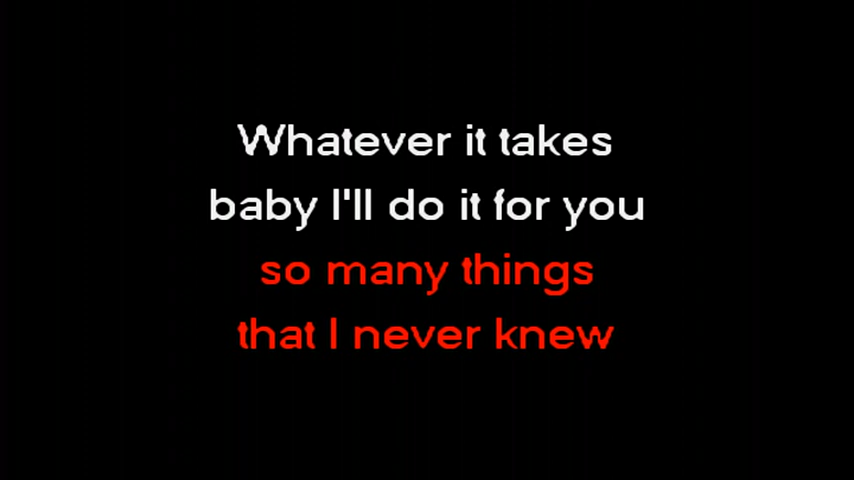 Whatever it takes
baby I'll do it for you
so many things
that I never knew